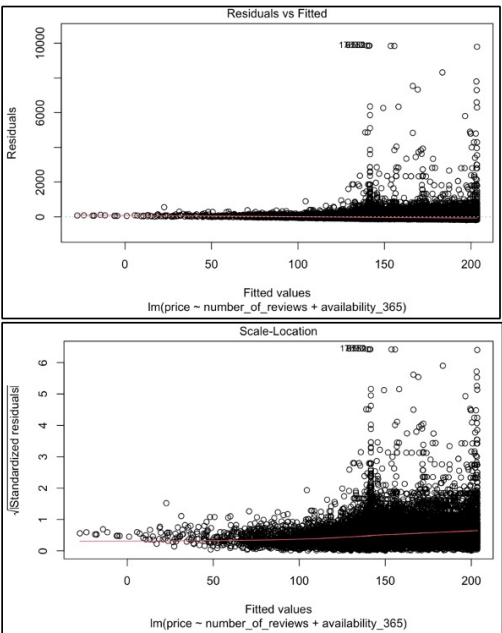 Residuals vs Fitted
10000
6000
2000
0
Residuals
0 50 100 150 200
Fitted values
lm(price ~ number_of_reviews + availability_365)
Scale-Location
6
5
4
3
2
1
0
√|Standardized residuals|
0 50 100 150 200
Fitted values
lm(price ~ number_of_reviews + availability_365)